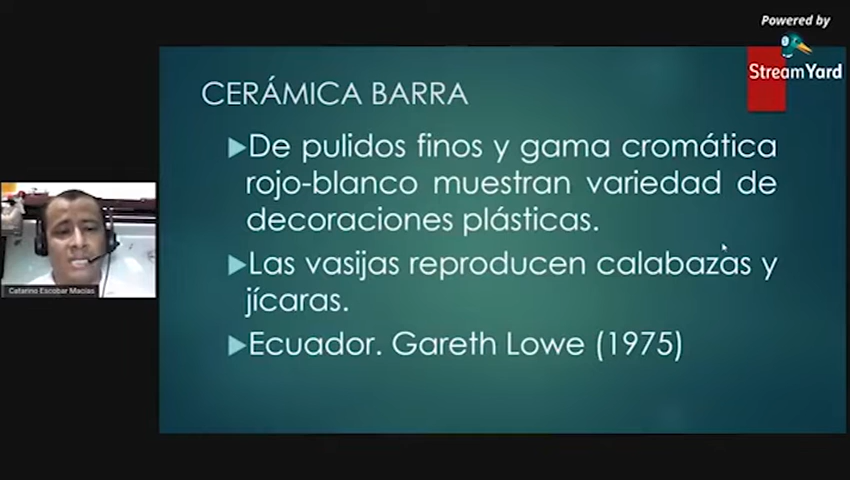 Powered by
StreamYard
CERÁMICA BARRA
De pulidos finos y gama cromática
rojo-blanco muestran variedad de
decoraciones plásticas.
Las vasijas reproducen calabazas y
jícaras.
Ecuador. Gareth Lowe (1975)
Catarino Escobar Macias